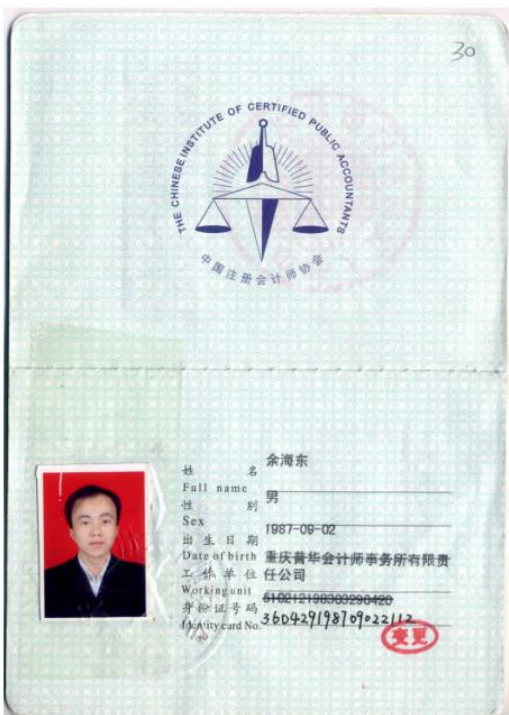 30
THE CHINESE INSTITUTE OF CERTIFIED PUBLIC ACCOUNTANTS
中国注册会计师协会
姓 名 余海东
Full name
性 别 男
Sex
出生日期 1987-09-02
Date of birth
工作单位 重庆普华会计师事务所有限责
任公司
Working unit
身份证号码 510212198303290420
Identity card No. 360429198709022112
变更